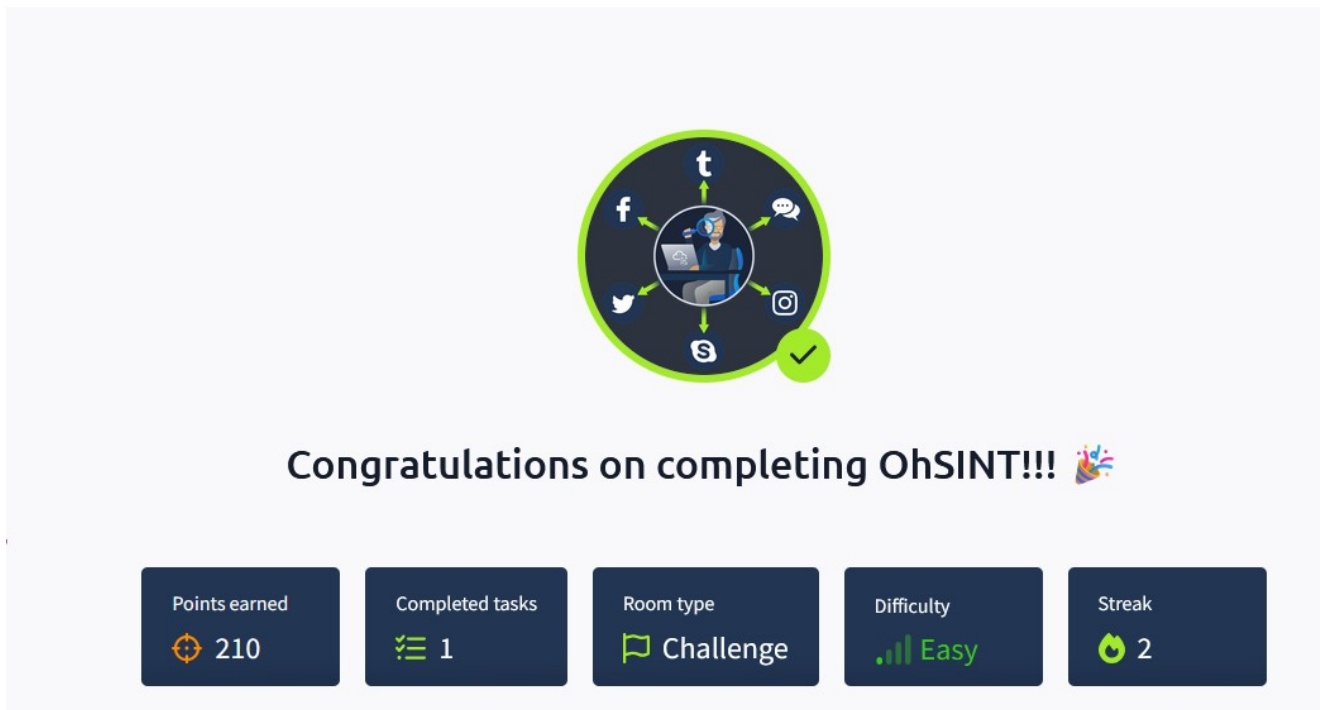 Congratulations on completing OhSINT!!! 🎉
Points earned
210
Completed tasks
1
Room type
Challenge
Difficulty
Easy
Streak
2